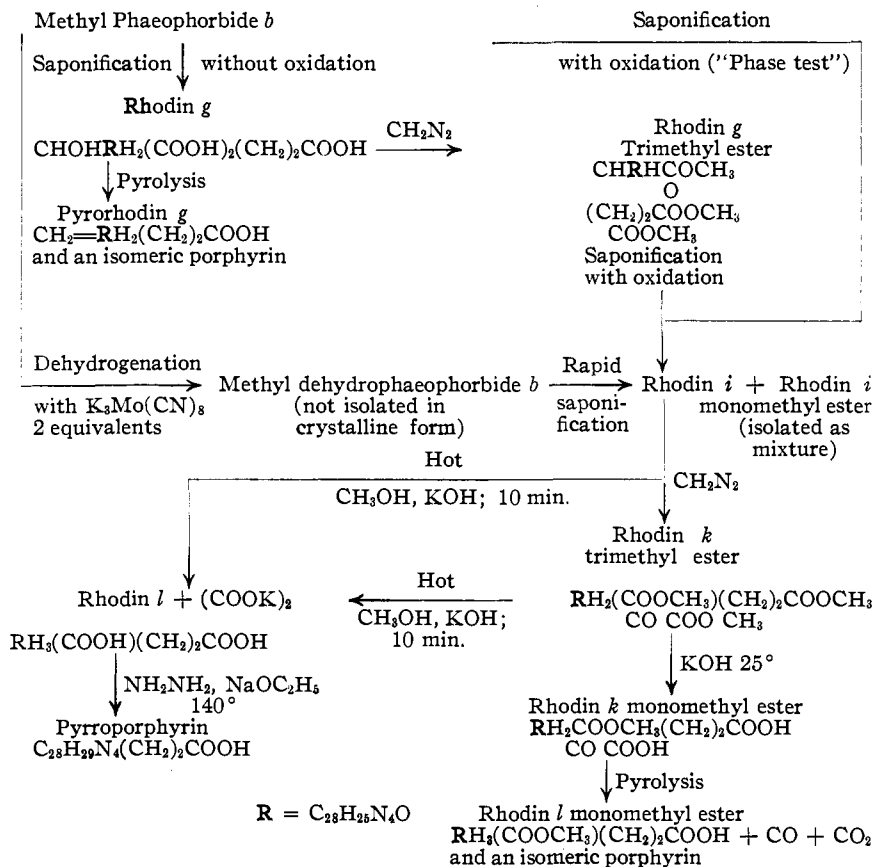 Methyl Phaeophorbide b
Saponification without oxidation
Rhodin g
CHOHRH₂(COOH)₂(CH₂)₂COOH
CH₂N₂
Pyrolysis
Pyrorhodin g
CH₂=RH₂(CH₂)₂COOH
and an isomeric porphyrin
Saponification
with oxidation ("Phase test")
Rhodin g
Trimethyl ester
CHRHCOCH₃
O
(CH₂)₂COOCH₃
COOCH₃
Saponification
with oxidation
Dehydrogenation
with K₃Mo(CN)₈
2 equivalents
Methyl dehydrophaeophorbide b
(not isolated in
crystalline form)
Rapid
saponi-
fication
Rhodin i + Rhodin i
monomethyl ester
(isolated as
mixture)
Hot
CH₃OH, KOH; 10 min.
CH₂N₂
Rhodin k
trimethyl ester
RH₂(COOCH₃)(CH₂)₂COOCH₃
CO COO CH₃
Hot
CH₃OH, KOH;
10 min.
Rhodin l + (COOK)₂
RH₃(COOH)(CH₂)₂COOH
NH₂NH₂, NaOC₂H₅
140°
Pyrroporphyrin
C₂₈H₂₉N₄(CH₂)₂COOH
KOH 25°
Rhodin k monomethyl ester
RH₂COOCH₃(CH₂)₂COOH
CO COOH
Pyrolysis
R = C₂₈H₂₅N₄O
Rhodin l monomethyl ester
RH₃(COOCH₃)(CH₂)₂COOH + CO + CO₂
and an isomeric porphyrin